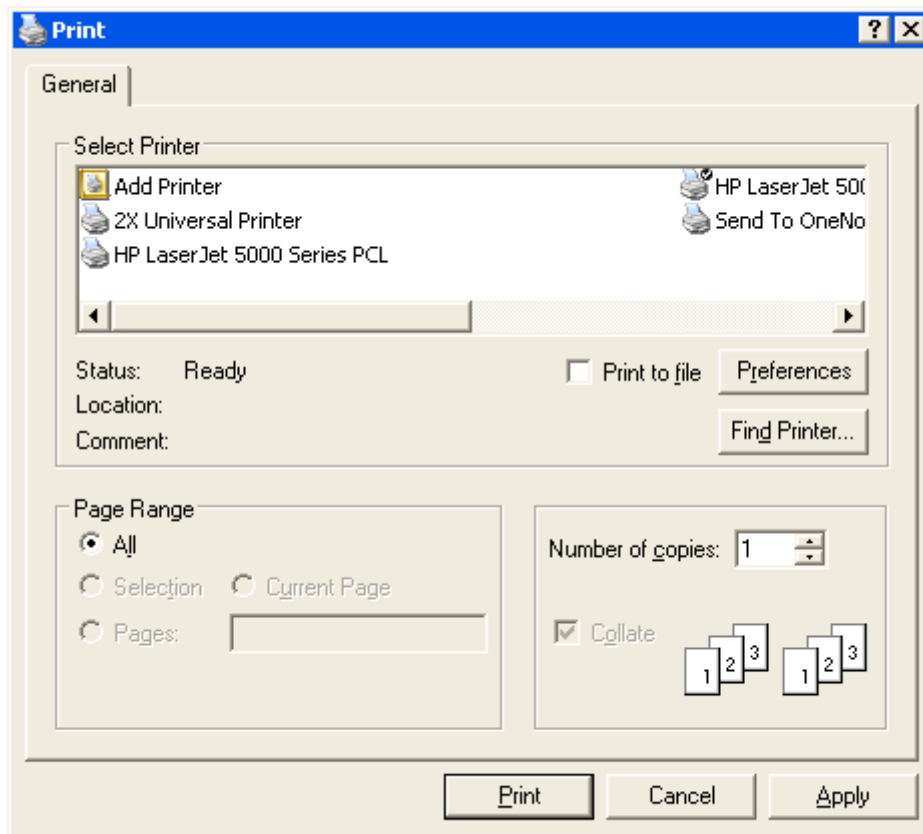 Print
General
Select Printer
Add Printer
HP LaserJet 500
2X Universal Printer
Send To OneNo
HP LaserJet 5000 Series PCL
Status: Ready
Print to file
Preferences
Location:
Comment:
Find Printer...
Page Range
All
Number of copies: 1
Selection
Current Page
Pages:
Collate
1 2 3 1 2 3
Print Cancel Apply